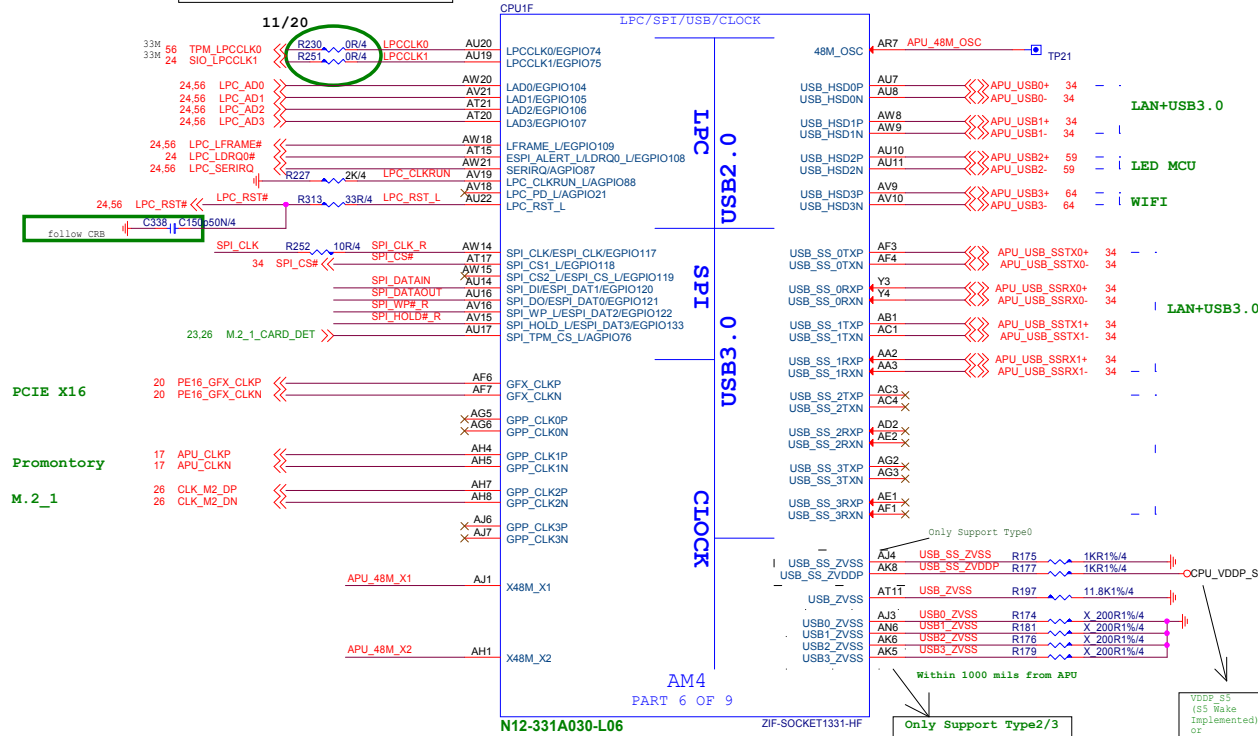 CPU1F
LPC/SPI/USB/CLOCK
11/20
33M 56 TPM_LPCCLK0 R230 0R/4 LPCCLK0 AU20 LPCCLK0/EGPIO74
33M 24 SIO_LPCCLK1 R251 0R/4 LPCCLK1 AU19 LPCCLK1/EGPIO75
24,56 LPC_AD0 AW20 LAD0/EGPIO104
24,56 LPC_AD1 AV21 LAD1/EGPIO105
24,56 LPC_AD2 AT21 LAD2/EGPIO106
24,56 LPC_AD3 AT20 LAD3/EGPIO107
24,56 LPC_LFRAME# AW18 LFRAME_L/EGPIO109
24 LPC_LDRQ0# AT15 ESPI_ALERT_L/LDRQ0_L/EGPIO108
24,56 LPC_SERIRQ AW21 SERIRQ/AGPIO87
R227 2K/4 LPC_CLKRUN AV19 LPC_CLKRUN_L/AGPIO88
AV18 LPC_PD_L/AGPIO21
24,56 LPC_RST# LPC_RST# R313 33R/4 LPC_RST_L AU22 LPC_RST_L
follow CRB C338 C150p50N/4
SPI_CLK R252 10R/4 SPI_CLK_R AW14 SPI_CLK/ESPI_CLK/EGPIO117
34 SPI_CS# SPI_CS# AT17 SPI_CS1_L/EGPIO118
AW15 SPI_CS2_L/ESPI_CS_L/EGPIO119
SPI_DATAIN AU14 SPI_DI/ESPI_DAT1/EGPIO120
SPI_DATAOUT AU16 SPI_DO/ESPI_DAT0/EGPIO121
SPI_WP#_R AV16 SPI_WP_L/ESPI_DAT2/EGPIO122
SPI_HOLD#_R AV15 SPI_HOLD_L/ESPI_DAT3/EGPIO133
23,26 M.2_1_CARD_DET AU17 SPI_TPM_CS_L/AGPIO76
PCIE X16
20 PE16_GFX_CLKP AF6 GFX_CLKP
20 PE16_GFX_CLKN AF7 GFX_CLKN
AG5 GPP_CLK0P
AG6 GPP_CLK0N
Promontory
17 APU_CLKP AH4 GPP_CLK1P
17 APU_CLKN AH5 GPP_CLK1N
M.2_1
26 CLK_M2_DP AH7 GPP_CLK2P
26 CLK_M2_DN AH8 GPP_CLK2N
AJ6 GPP_CLK3P
AJ7 GPP_CLK3N
APU_48M_X1 AJ1 X48M_X1
APU_48M_X2 AH1 X48M_X2
LPC
USB2.0
SPI
USB3.0
CLOCK
48M_OSC AR7 APU_48M_OSC TP21
USB_HSD0P AU7 APU_USB0+ 34
USB_HSD0N AU8 APU_USB0- 34
LAN+USB3.0
USB_HSD1P AW8 APU_USB1+ 34
USB_HSD1N AW9 APU_USB1- 34
USB_HSD2P AU10 APU_USB2+ 59
USB_HSD2N AU11 APU_USB2- 59
LED MCU
USB_HSD3P AV9 APU_USB3+ 64
USB_HSD3N AV10 APU_USB3- 64
WIFI
USB_SS_0TXP AF3 APU_USB_SSTX0+ 34
USB_SS_0TXN AF4 APU_USB_SSTX0- 34
USB_SS_0RXP Y3 APU_USB_SSRX0+ 34
USB_SS_0RXN Y4 APU_USB_SSRX0- 34
LAN+USB3.0
USB_SS_1TXP AB1 APU_USB_SSTX1+ 34
USB_SS_1TXN AC1 APU_USB_SSTX1- 34
USB_SS_1RXP AA2 APU_USB_SSRX1+ 34
USB_SS_1RXN AA3 APU_USB_SSRX1- 34
USB_SS_2TXP AC3
USB_SS_2TXN AC4
USB_SS_2RXP AD2
USB_SS_2RXN AE2
USB_SS_3TXP AG2
USB_SS_3TXN AG3
USB_SS_3RXP AE1
USB_SS_3RXN AF1
Only Support Type0
USB_SS_ZVSS AJ4 USB_SS_ZVSS R175 1KR1%/4
USB_SS_ZVDDP AK8 USB_SS_ZVDDP R177 1KR1%/4 CPU_VDDP_S
USB_ZVSS AT11 USB_ZVSS R197 11.8K1%/4
USB0_ZVSS AJ3 USB0_ZVSS R174 X_200R1%/4
USB1_ZVSS AN6 USB1_ZVSS R181 X_200R1%/4
USB2_ZVSS AK6 USB2_ZVSS R176 X_200R1%/4
USB3_ZVSS AK5 USB3_ZVSS R179 X_200R1%/4
Within 1000 mils from APU
AM4
PART 6 OF 9
N12-331A030-L06
ZIF-SOCKET1331-HF
Only Support Type2/3
VDDP_S5
(S5 Wake
Implemented)
or